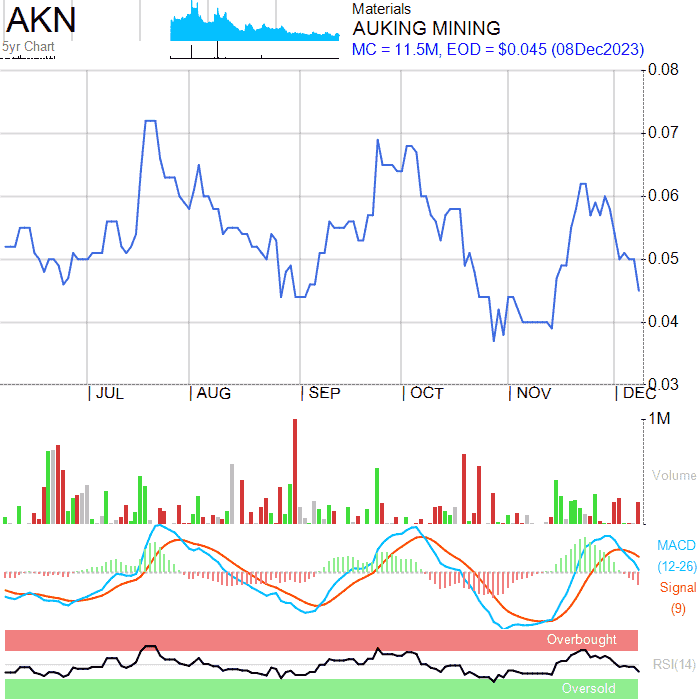 AKN
5yr Chart
Materials
AUKING MINING
MC = 11.5M, EOD = $0.045 (08Dec2023)
0.08
0.07
0.06
0.05
0.04
0.03
JUL AUG SEP OCT NOV DEC
1M
Volume
MACD
(12-26)
Signal
(9)
Overbought
RSI(14)
Oversold